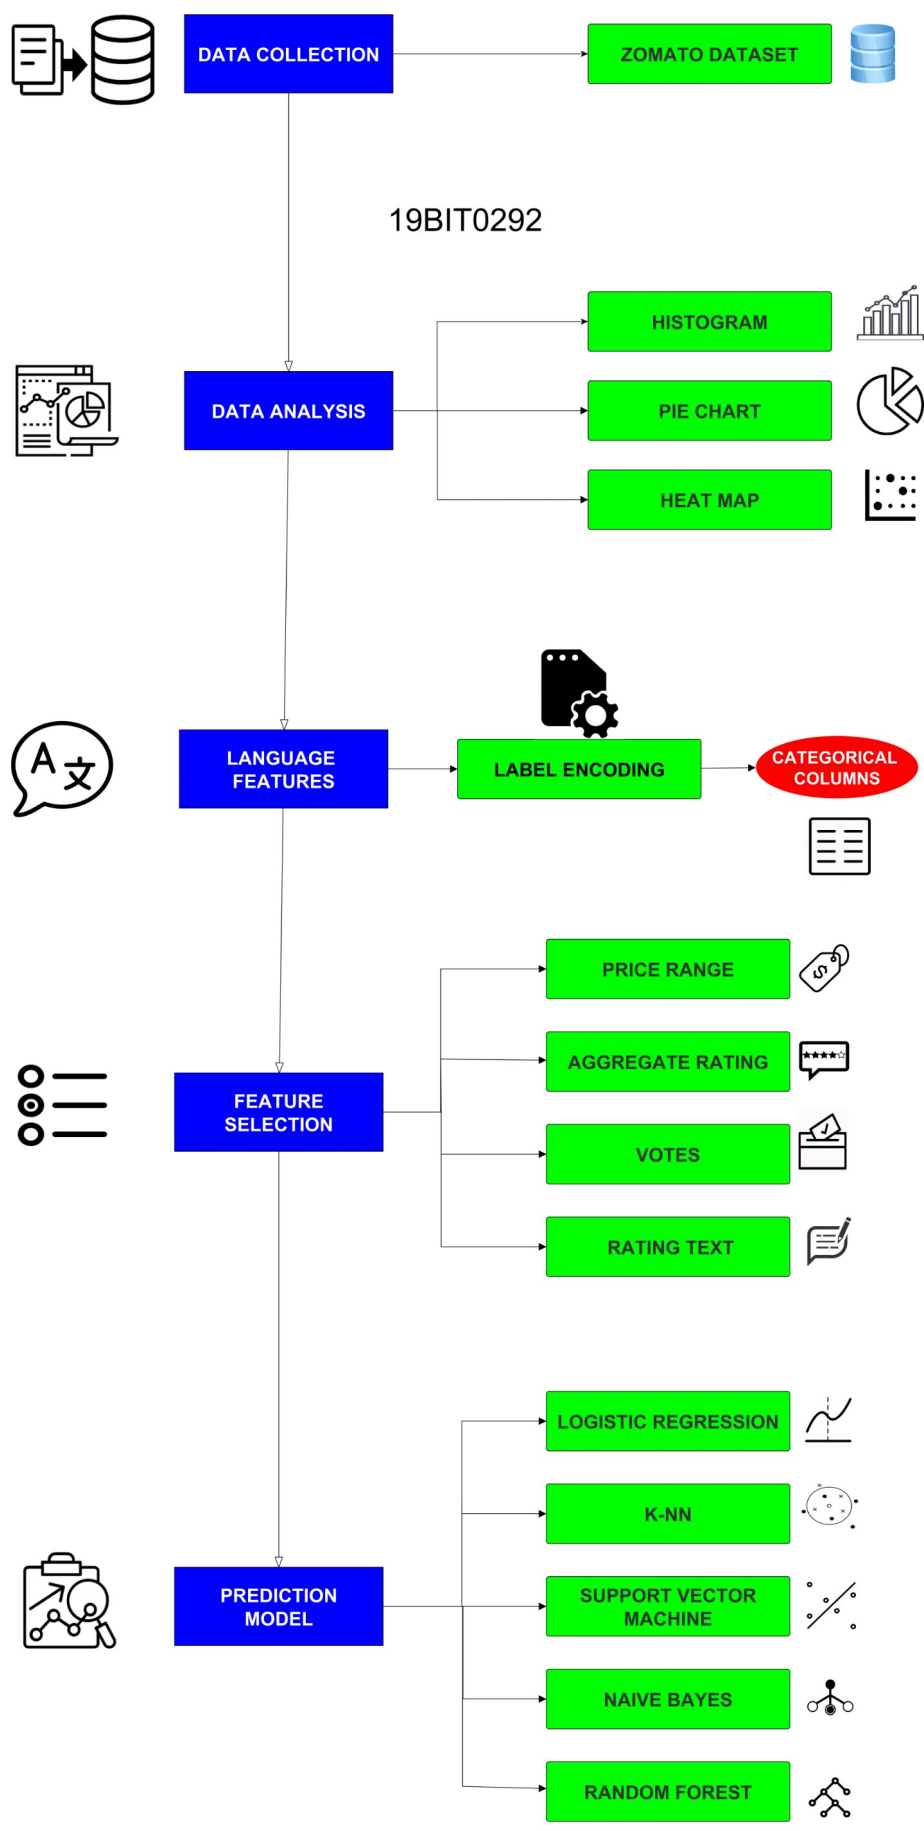 DATA COLLECTION
ZOMATO DATASET
19BIT0292
HISTOGRAM
DATA ANALYSIS
PIE CHART
HEAT MAP
A 文
LANGUAGE
FEATURES
LABEL ENCODING
CATEGORICAL
COLUMNS
PRICE RANGE
$
AGGREGATE RATING
FEATURE
SELECTION
VOTES
RATING TEXT
LOGISTIC REGRESSION
K-NN
PREDICTION
MODEL
SUPPORT VECTOR
MACHINE
NAIVE BAYES
RANDOM FOREST